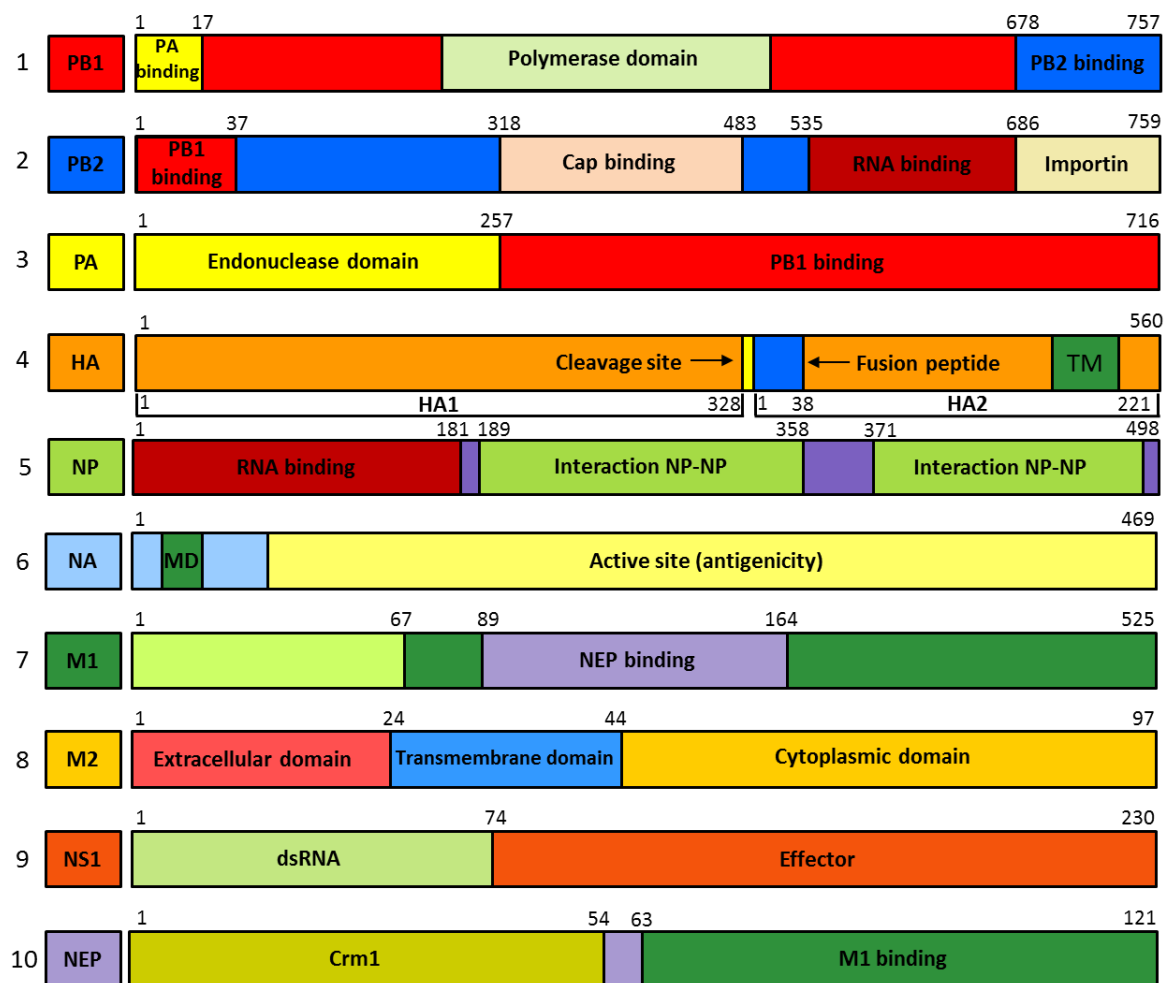 1 17 678 757
1 PB1 PA binding Polymerase domain PB2 binding
1 37 318 483 535 686 759
2 PB2 PB1 binding Cap binding RNA binding Importin
1 257 716
3 PA Endonuclease domain PB1 binding
1 560
4 HA Cleavage site Fusion peptide TM
1 HA1 328 1 38 HA2 221
1 181 189 358 371 498
5 NP RNA binding Interaction NP-NP Interaction NP-NP
1 469
6 NA MD Active site (antigenicity)
1 67 89 164 525
7 M1 NEP binding
1 24 44 97
8 M2 Extracellular domain Transmembrane domain Cytoplasmic domain
1 74 230
9 NS1 dsRNA Effector
1 54 63 121
10 NEP Crm1 M1 binding